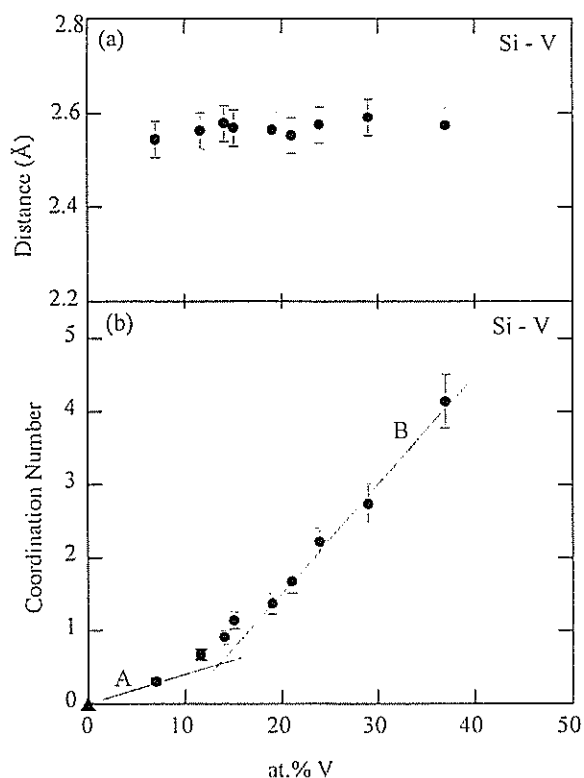 2.8
(a)
Si - V
2.6
2.4
2.2
Distance (Å)
(b)
Si - V
5
4
3
2
1
0
Coordination Number
B
A
0 10 20 30 40 50
at.% V